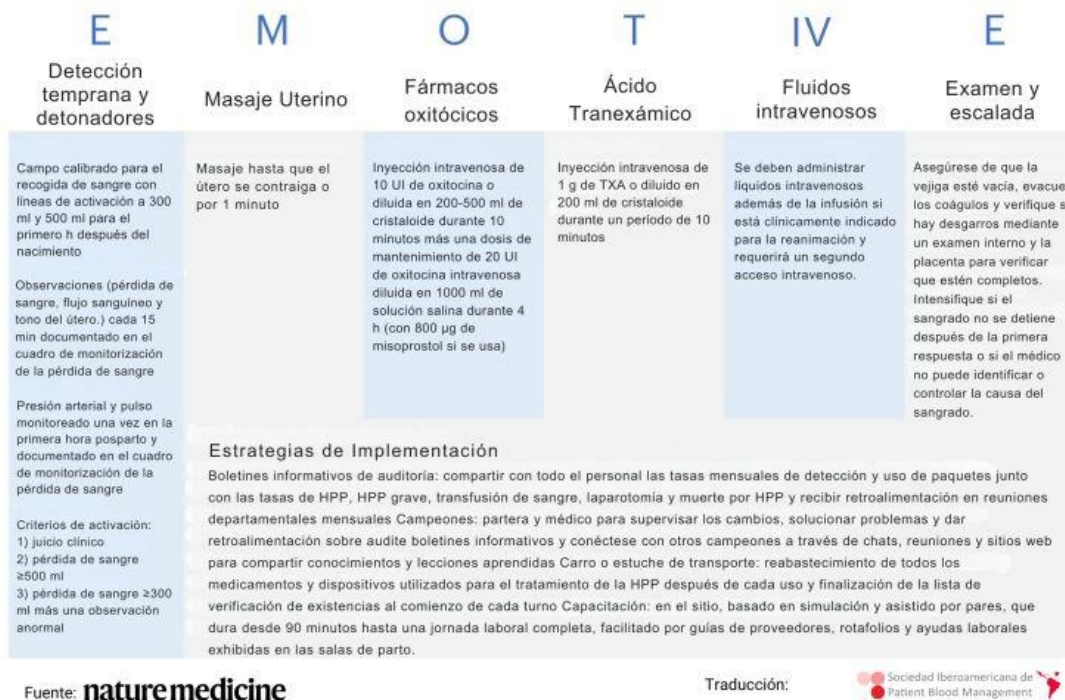 E
M
O
T
IV
E
Detección
temprana y
detonadores
Masaje Uterino
Fármacos
oxitócicos
Ácido
Tranexámico
Fluidos
intravenosos
Examen y
escalada
Campo calibrado para el
recogida de sangre con
líneas de activación a 300
ml y 500 ml para el
primero h después del
nacimiento
Observaciones (pérdida de
sangre, flujo sanguíneo y
tono del útero.) cada 15
min documentado en el
cuadro de monitorización
de la pérdida de sangre
Presión arterial y pulso
monitoreado una vez en la
primera hora posparto y
documentado en el cuadro
de monitorización de la
pérdida de sangre
Criterios de activación:
1) juicio clínico
2) pérdida de sangre
≥500 ml
3) pérdida de sangre ≥300
ml más una observación
anormal
Masaje hasta que el
útero se contraiga o
por 1 minuto
Inyección intravenosa de
10 UI de oxitocina o
diluida en 200-500 ml de
cristaloide durante 10
minutos más una dosis de
mantenimiento de 20 UI
de oxitocina intravenosa
diluida en 1000 ml de
solución salina durante 4
h (con 800 µg de
misoprostol si se usa)
Inyección intravenosa de
1 g de TXA o diluido en
200 ml de cristaloide
durante un período de 10
minutos
Se deben administrar
líquidos intravenosos
además de la infusión si
está clínicamente indicado
para la reanimación y
requerirá un segundo
acceso intravenoso.
Asegúrese de que la
vejiga esté vacía, evacue
los coágulos y verifique s
hay desgarros mediante
un examen interno y la
placenta para verificar
que estén completos.
Intensifique si el
sangrado no se detiene
después de la primera
respuesta o si el médico
no puede identificar o
controlar la causa del
sangrado.
Estrategias de Implementación
Boletines informativos de auditoría: compartir con todo el personal las tasas mensuales de detección y uso de paquetes junto
con las tasas de HPP, HPP grave, transfusión de sangre, laparotomía y muerte por HPP y recibir retroalimentación en reuniones
departamentales mensuales Campeones: partera y médico para supervisar los cambios, solucionar problemas y dar
retroalimentación sobre audite boletines informativos y conéctese con otros campeones a través de chats, reuniones y sitios web
para compartir conocimientos y lecciones aprendidas Carro o estuche de transporte: reabastecimiento de todos los
medicamentos y dispositivos utilizados para el tratamiento de la HPP después de cada uso y finalización de la lista de
verificación de existencias al comienzo de cada turno Capacitación: en el sitio, basado en simulación y asistido por pares, que
dura desde 90 minutos hasta una jornada laboral completa, facilitado por guías de proveedores, rotafolios y ayudas laborales
exhibidas en las salas de parto.
Fuente: nature medicine
Traducción:
Sociedad Iberoamericana de
Patient Blood Management